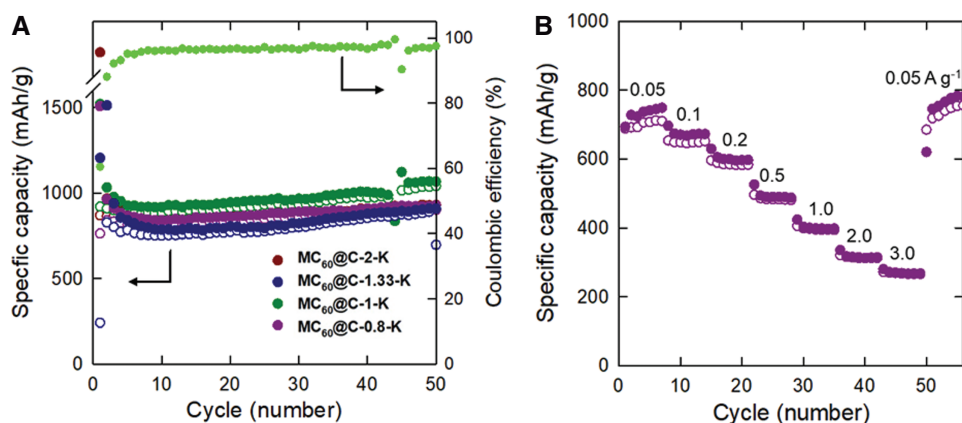 A
Specific capacity (mAh/g)
1500
1000
500
0
0 10 20 30 40 50
Cycle (number)
100
80
60
40
20
0
Coulombic efficiency (%)
MC₆₀@C-2-K
MC₆₀@C-1.33-K
MC₆₀@C-1-K
MC₆₀@C-0.8-K
B
Specific capacity (mAh/g)
1000
800
600
400
200
0 10 20 30 40 50
Cycle (number)
0.05
0.1
0.2
0.5
1.0
2.0
3.0
0.05 A g⁻¹